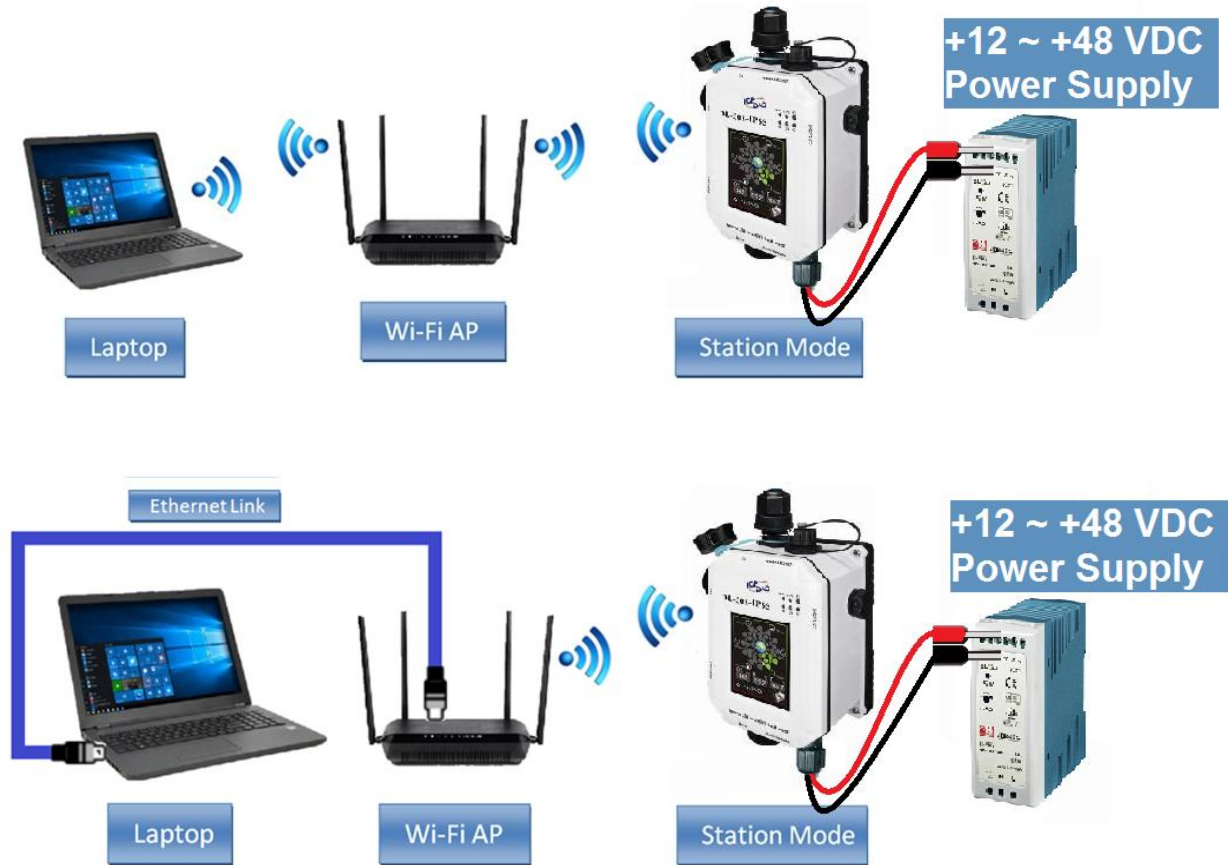 +12 ~ +48 VDC
Power Supply
Laptop
Wi-Fi AP
Station Mode
Ethernet Link
+12 ~ +48 VDC
Power Supply
Laptop
Wi-Fi AP
Station Mode